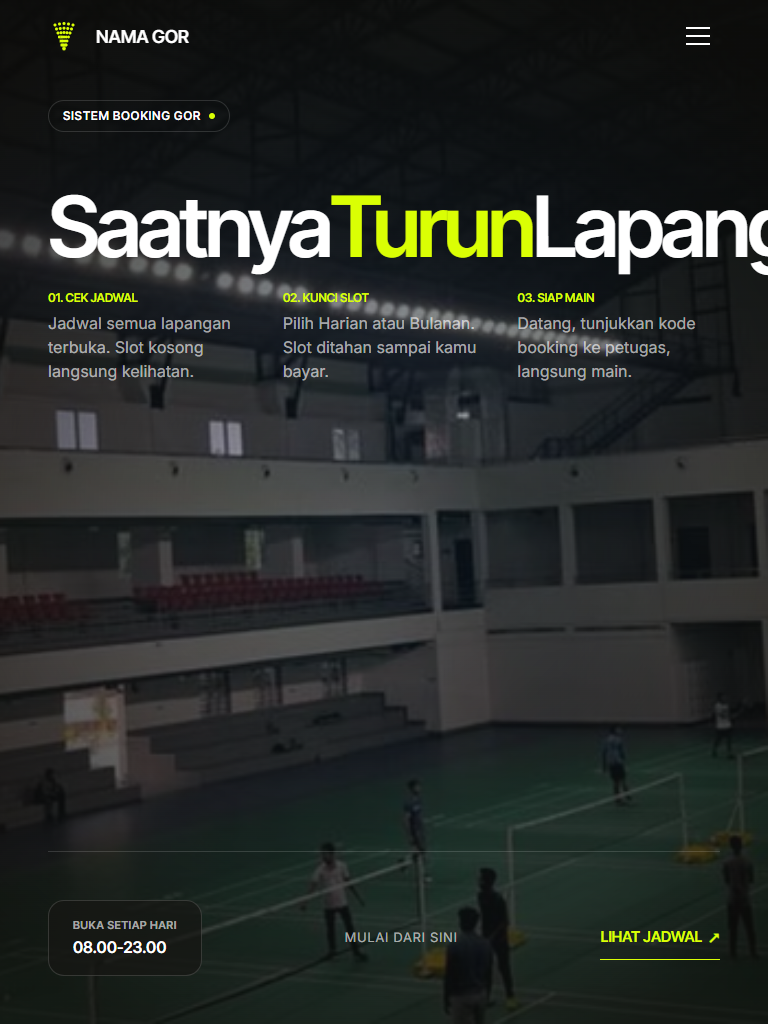 NAMA GOR
SISTEM BOOKING GOR
SaatnyaTurunLapang
01. CEK JADWAL
Jadwal semua lapangan
terbuka. Slot kosong
langsung kelihatan.
02. KUNCI SLOT
Pilih Harian atau Bulanan.
Slot ditahan sampai kamu
bayar.
03. SIAP MAIN
Datang, tunjukkan kode
booking ke petugas,
langsung main.
BUKA SETIAP HARI
08.00-23.00
MULAI DARI SINI
LIHAT JADWAL ↗